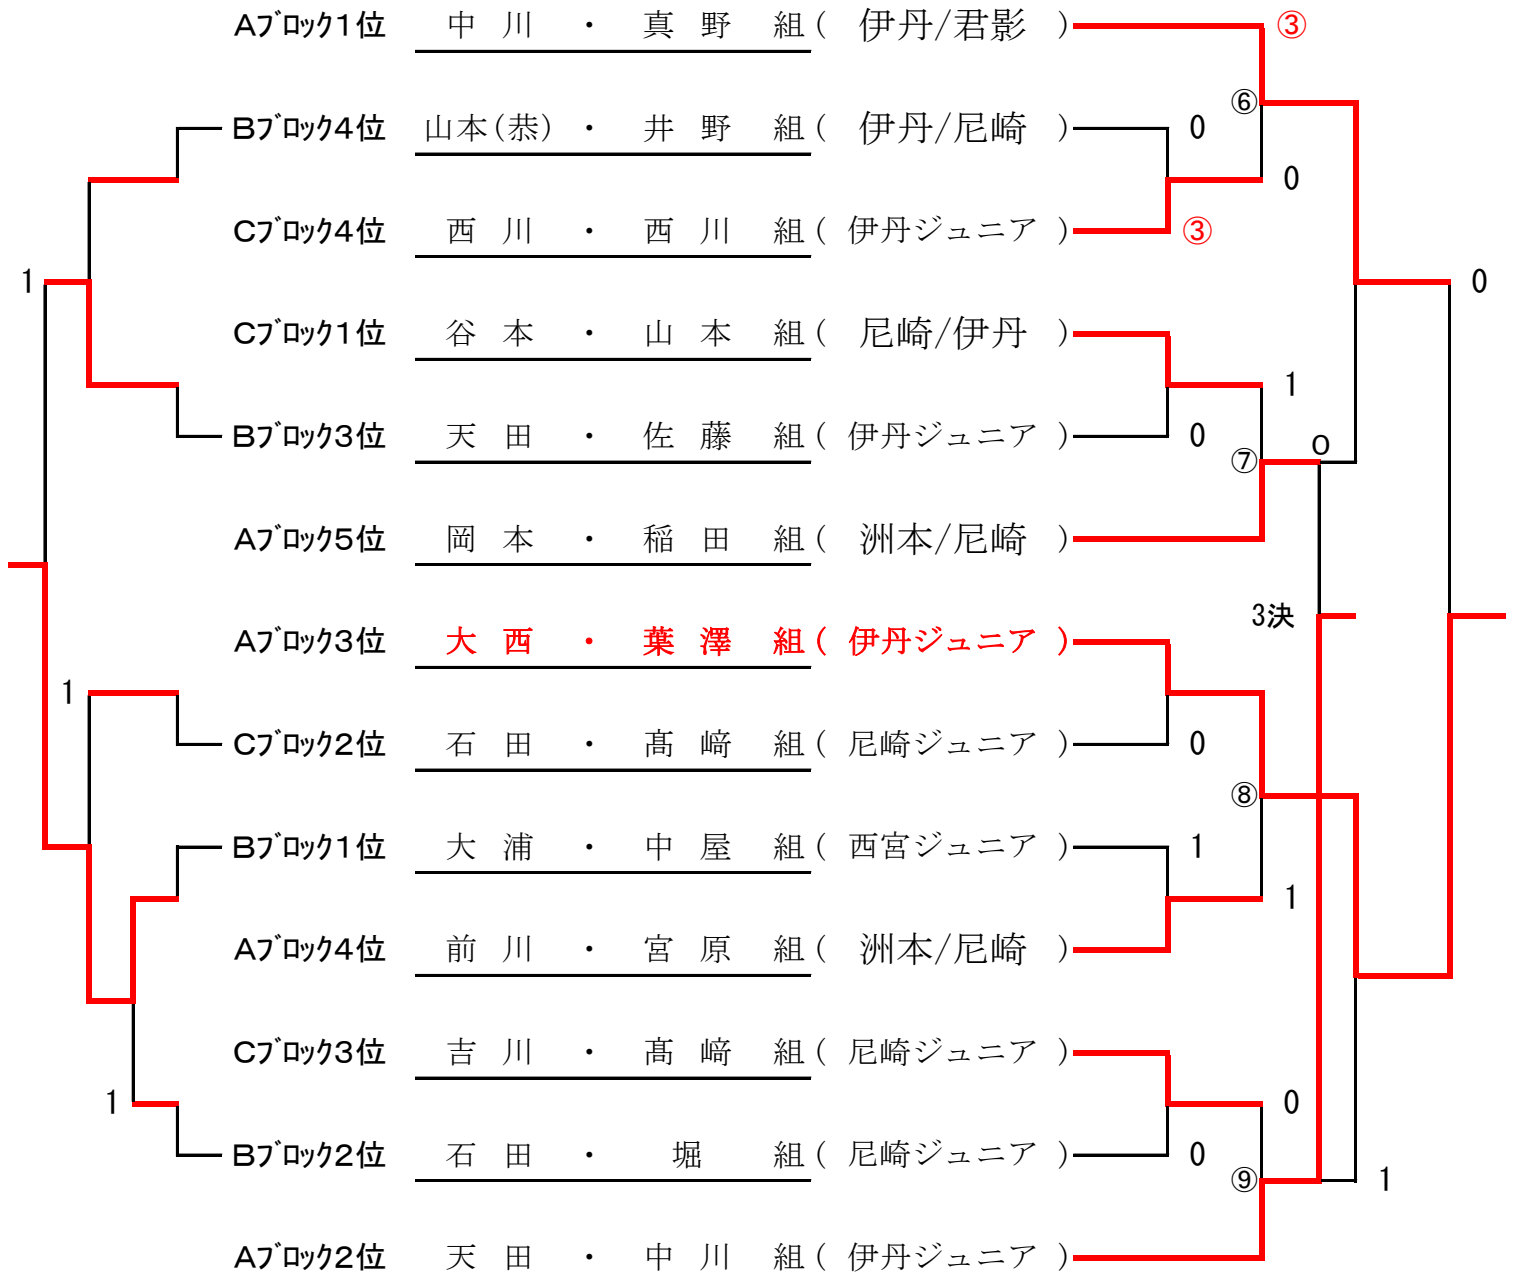 Aブロック1位 中川 ・ 真野 組( 伊丹/君影 ) ③
⑥
Bブロック4位 山本(恭) ・ 井野 組( 伊丹/尼崎 ) 0
0
Cブロック4位 西川 ・ 西川 組( 伊丹ジュニア ) ③
1 0
Cブロック1位 谷本 ・ 山本 組( 尼崎/伊丹 )
1
Bブロック3位 天田 ・ 佐藤 組( 伊丹ジュニア ) 0 0
⑦
Aブロック5位 岡本 ・ 稲田 組( 洲本/尼崎 )
3決
Aブロック3位 大西 ・ 葉澤 組( 伊丹ジュニア )
1
Cブロック2位 石田 ・ 髙﨑 組( 尼崎ジュニア ) 0
⑧
Bブロック1位 大浦 ・ 中屋 組( 西宮ジュニア ) 1
1
Aブロック4位 前川 ・ 宮原 組( 洲本/尼崎 )
Cブロック3位 吉川 ・ 髙﨑 組( 尼崎ジュニア )
1 0
Bブロック2位 石田 ・ 堀 組( 尼崎ジュニア ) 0
⑨ 1
Aブロック2位 天田 ・ 中川 組( 伊丹ジュニア )